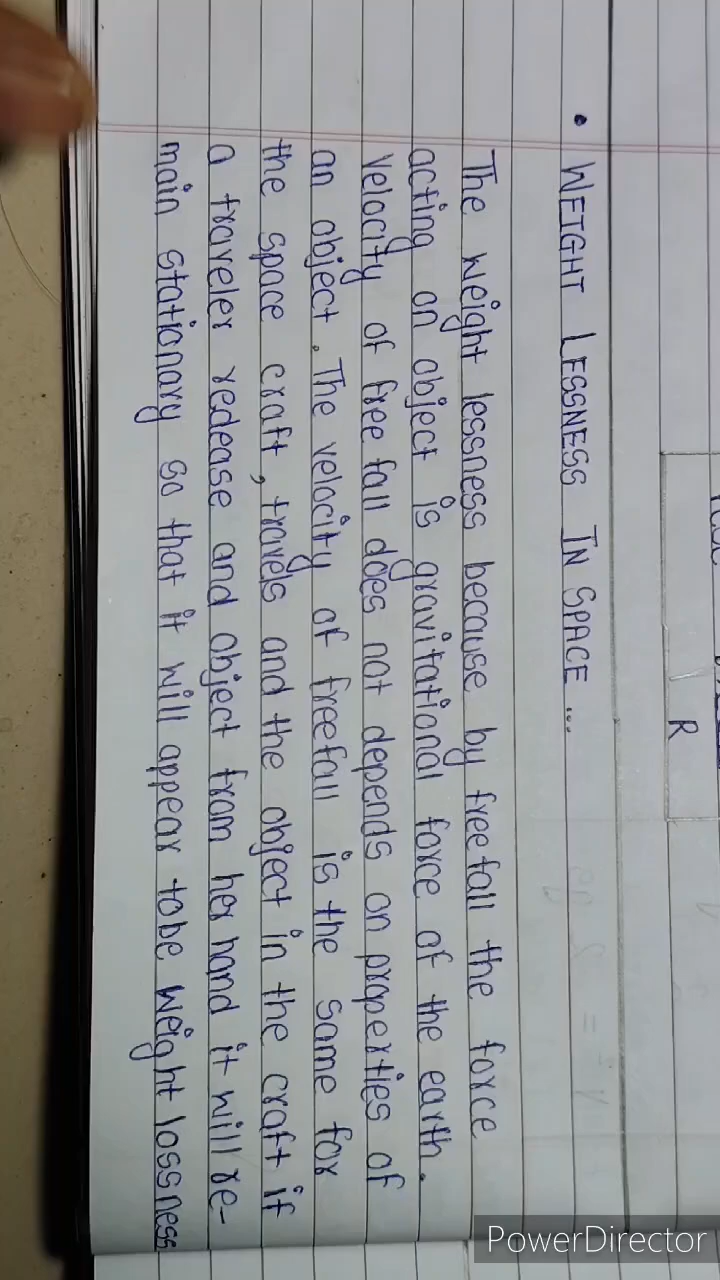 • WEIGHT LESSNESS IN SPACE ...
The weight lessness because by freefall the force
acting on object is gravitational force of the earth.
velocity of free fall does not depends on properties of
an object. The velocity of freefall is the same for
the space craft, travels and the object in the craft if
a traveler redease and object from her hand it will re-
main stationary so that it will appear to be weight lossness
R
PowerDirector